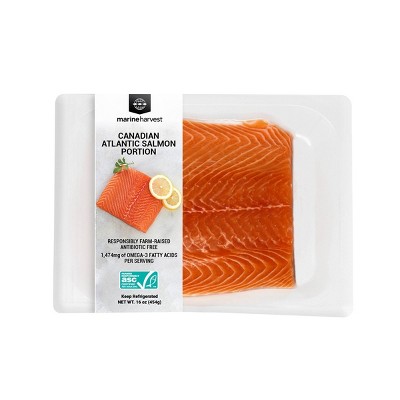 marineharvest
CANADIAN
ATLANTIC SALMON
PORTION
RESPONSIBLY FARM-RAISED
ANTIBIOTIC FREE
1,474mg of OMEGA-3 FATTY ACIDS
PER SERVING
asc
Keep Refrigerated
NET WT. 16 oz (454g)